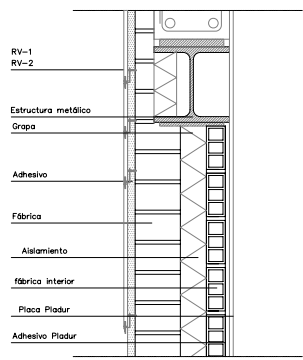 RV-1
RV-2
Estructura metálico
Grapa
Adhesivo
Fábrica
Aislamiento
fábrica interior
Placa Pladur
Adhesivo Pladur